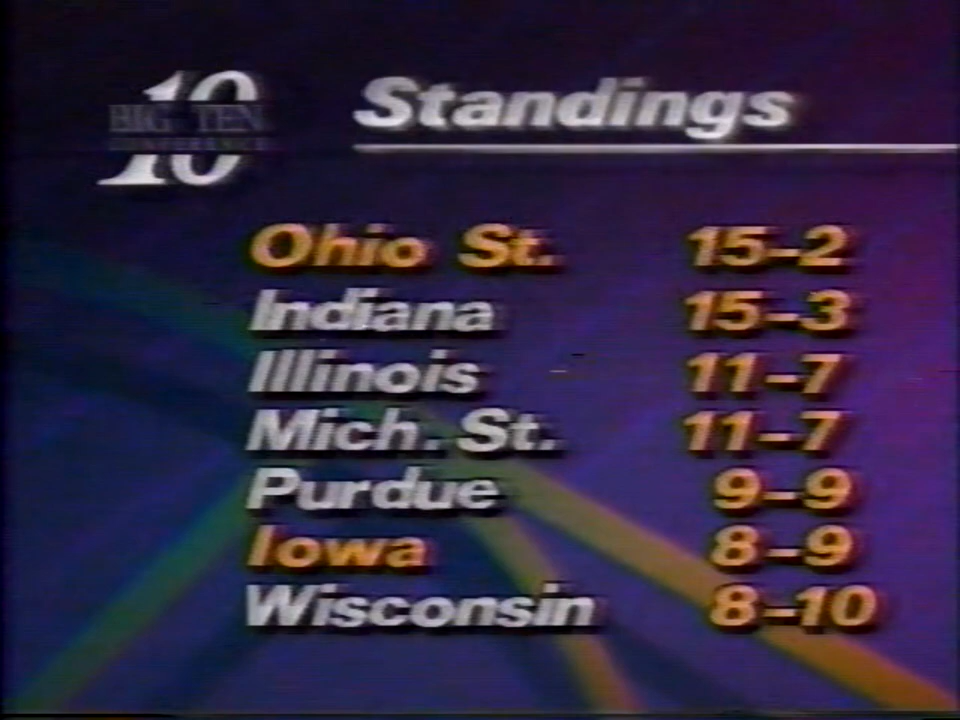 10
BIG TEN
CONFERENCE
Standings
Ohio St. 15-2
Indiana 15-3
Illinois 11-7
Mich. St. 11-7
Purdue 9-9
Iowa 8-9
Wisconsin 8-10